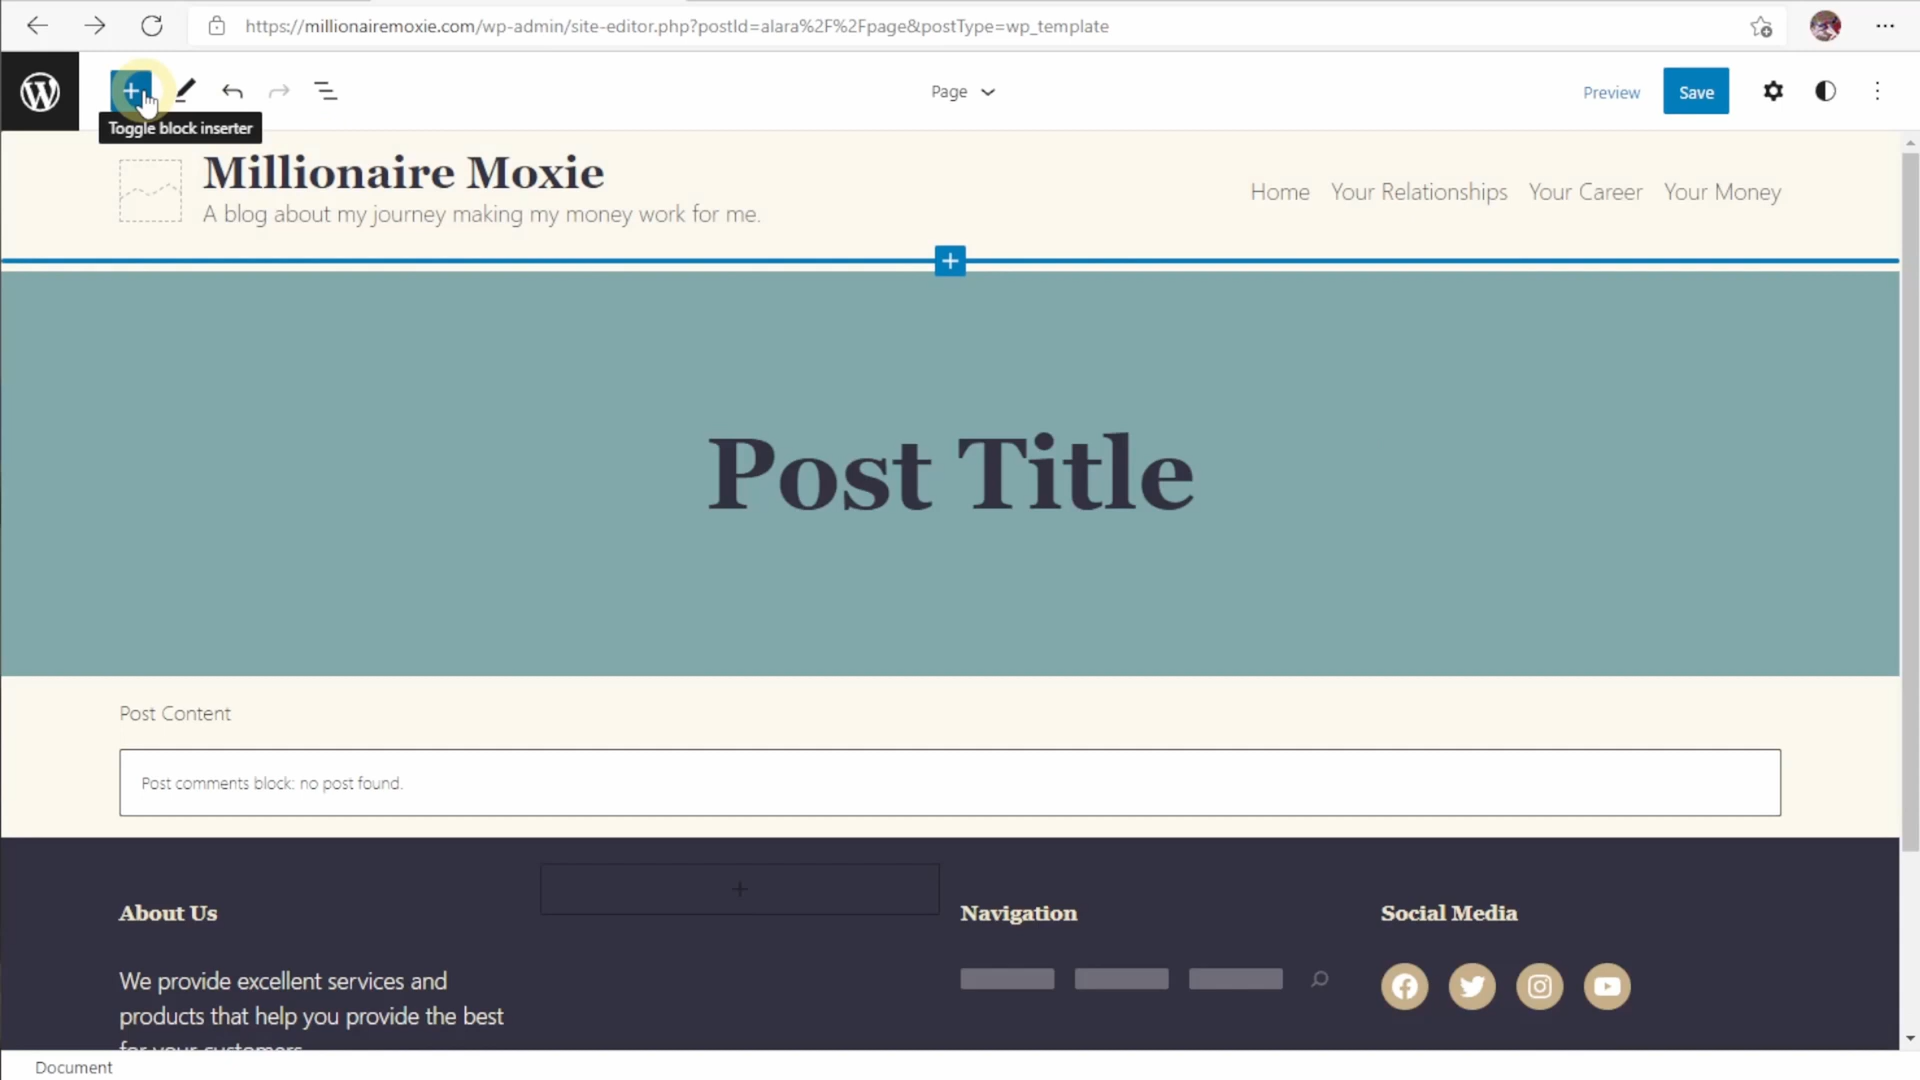 https://millionairemoxie.com/wp-admin/site-editor.php?postId=alara%2F%2Fpage&postType=wp_template
Page
Preview
Save
Toggle block inserter
Millionaire Moxie
A blog about my journey making my money work for me.
Home Your Relationships Your Career Your Money
Post Title
Post Content
Post comments block: no post found.
About Us
Navigation
Social Media
We provide excellent services and
products that help you provide the best
for your customers
Document